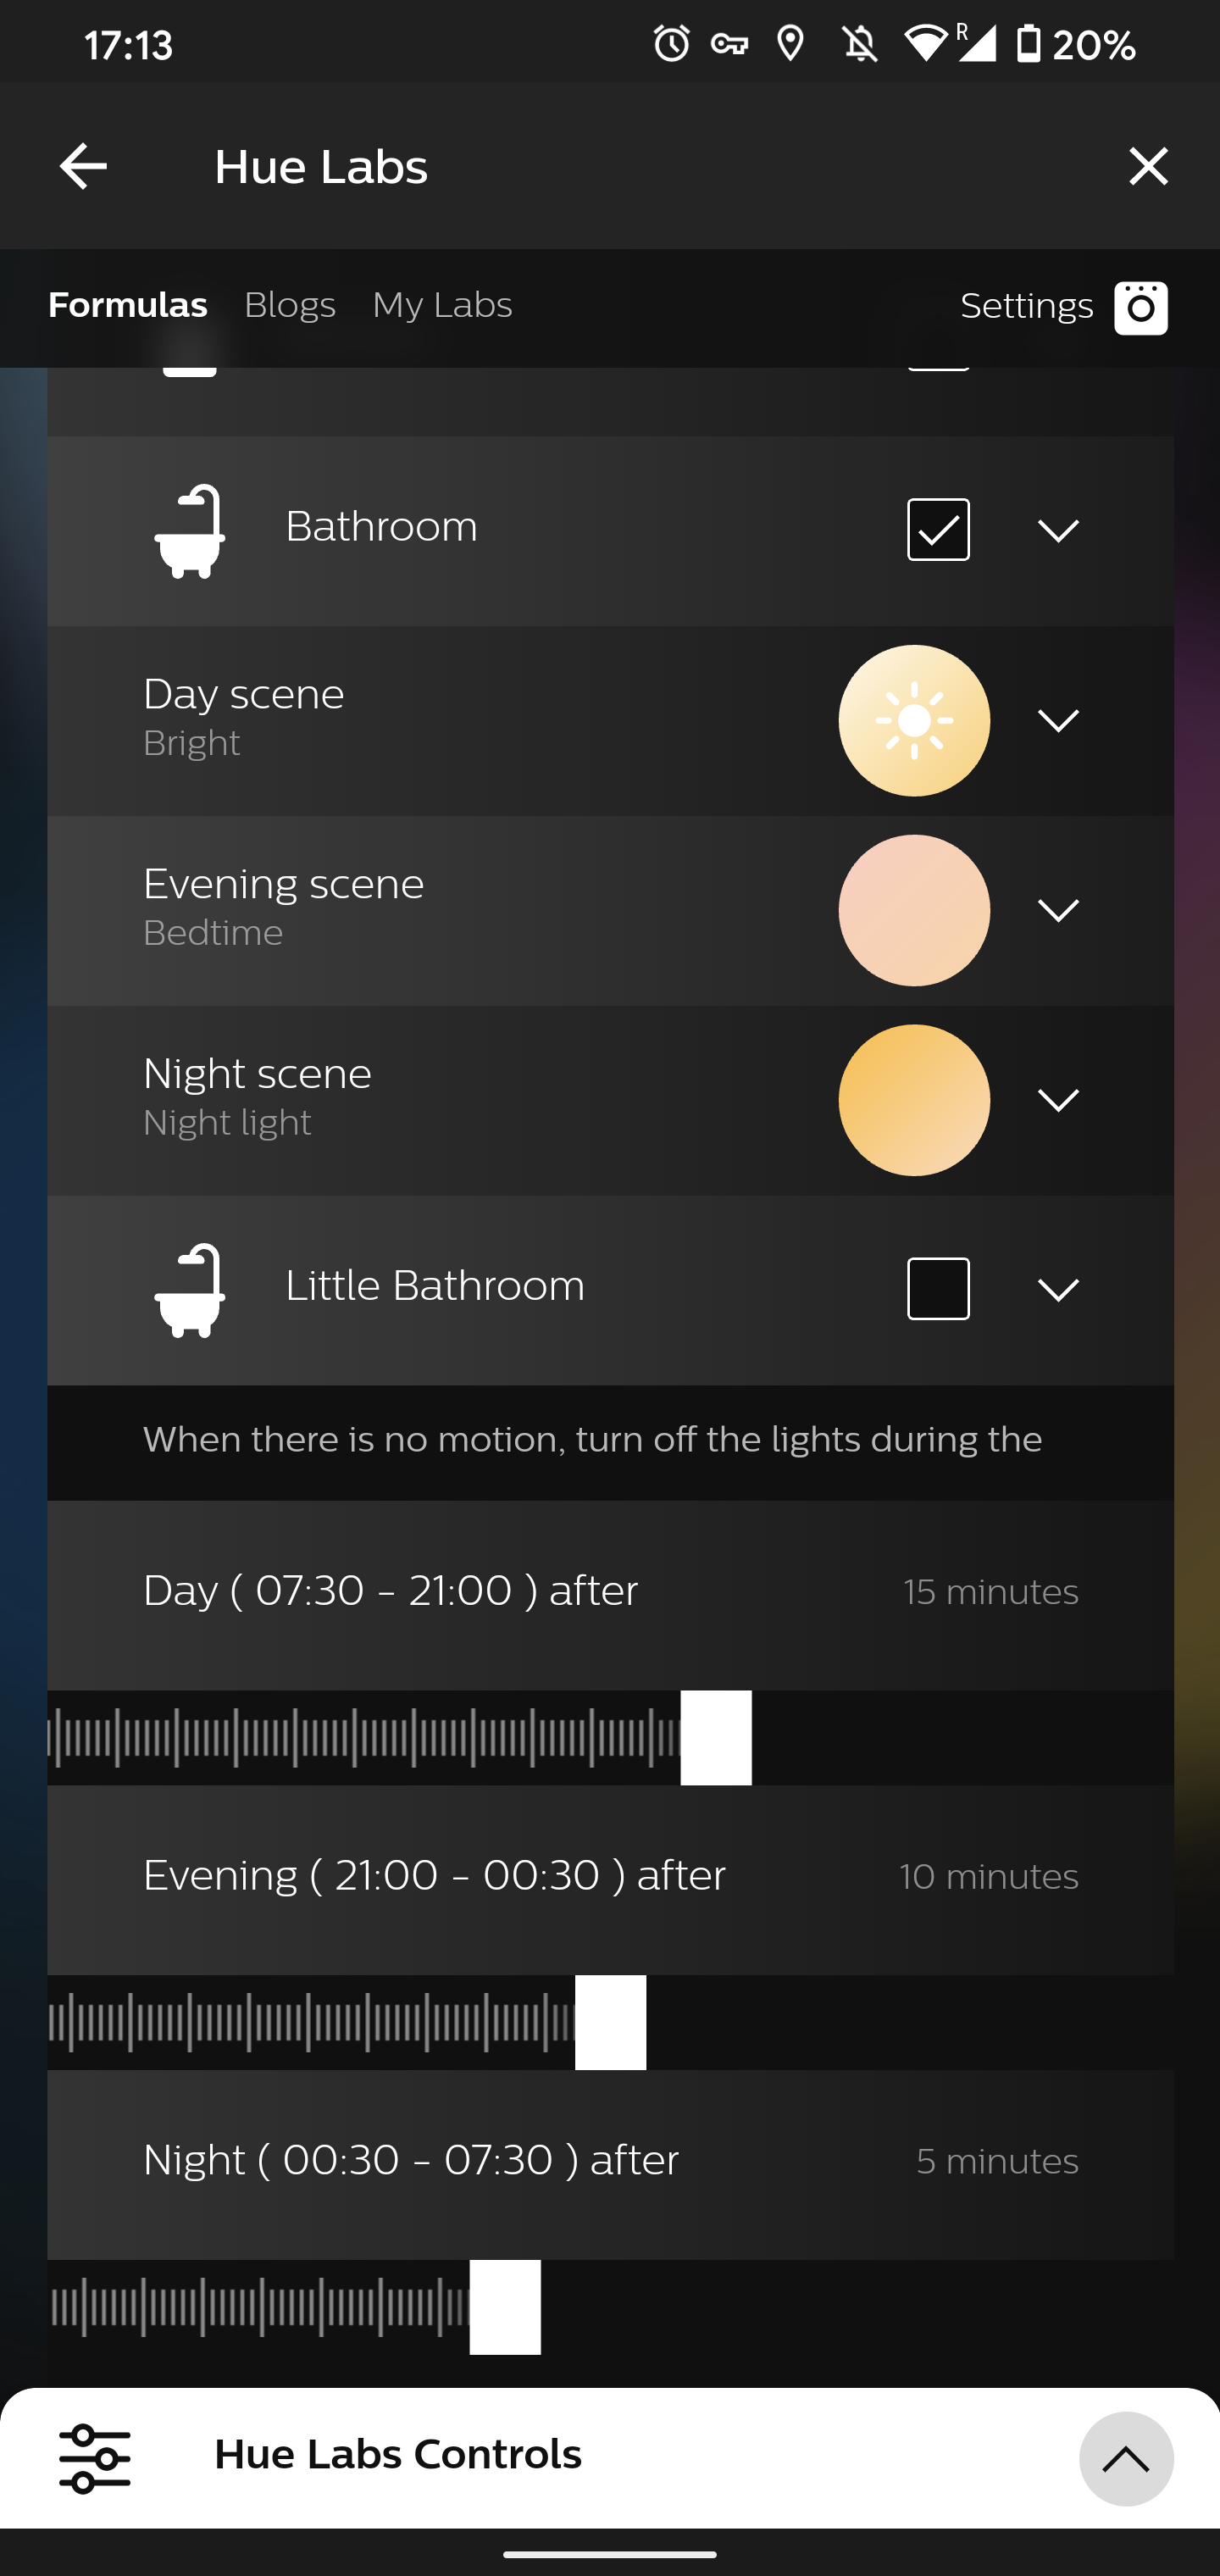 17:13
R
20%
Hue Labs
Formulas Blogs My Labs Settings
Bathroom
Day scene
Bright
Evening scene
Bedtime
Night scene
Night light
Little Bathroom
When there is no motion, turn off the lights during the
Day ( 07:30 - 21:00 ) after 15 minutes
Evening ( 21:00 - 00:30 ) after 10 minutes
Night ( 00:30 - 07:30 ) after 5 minutes
Hue Labs Controls